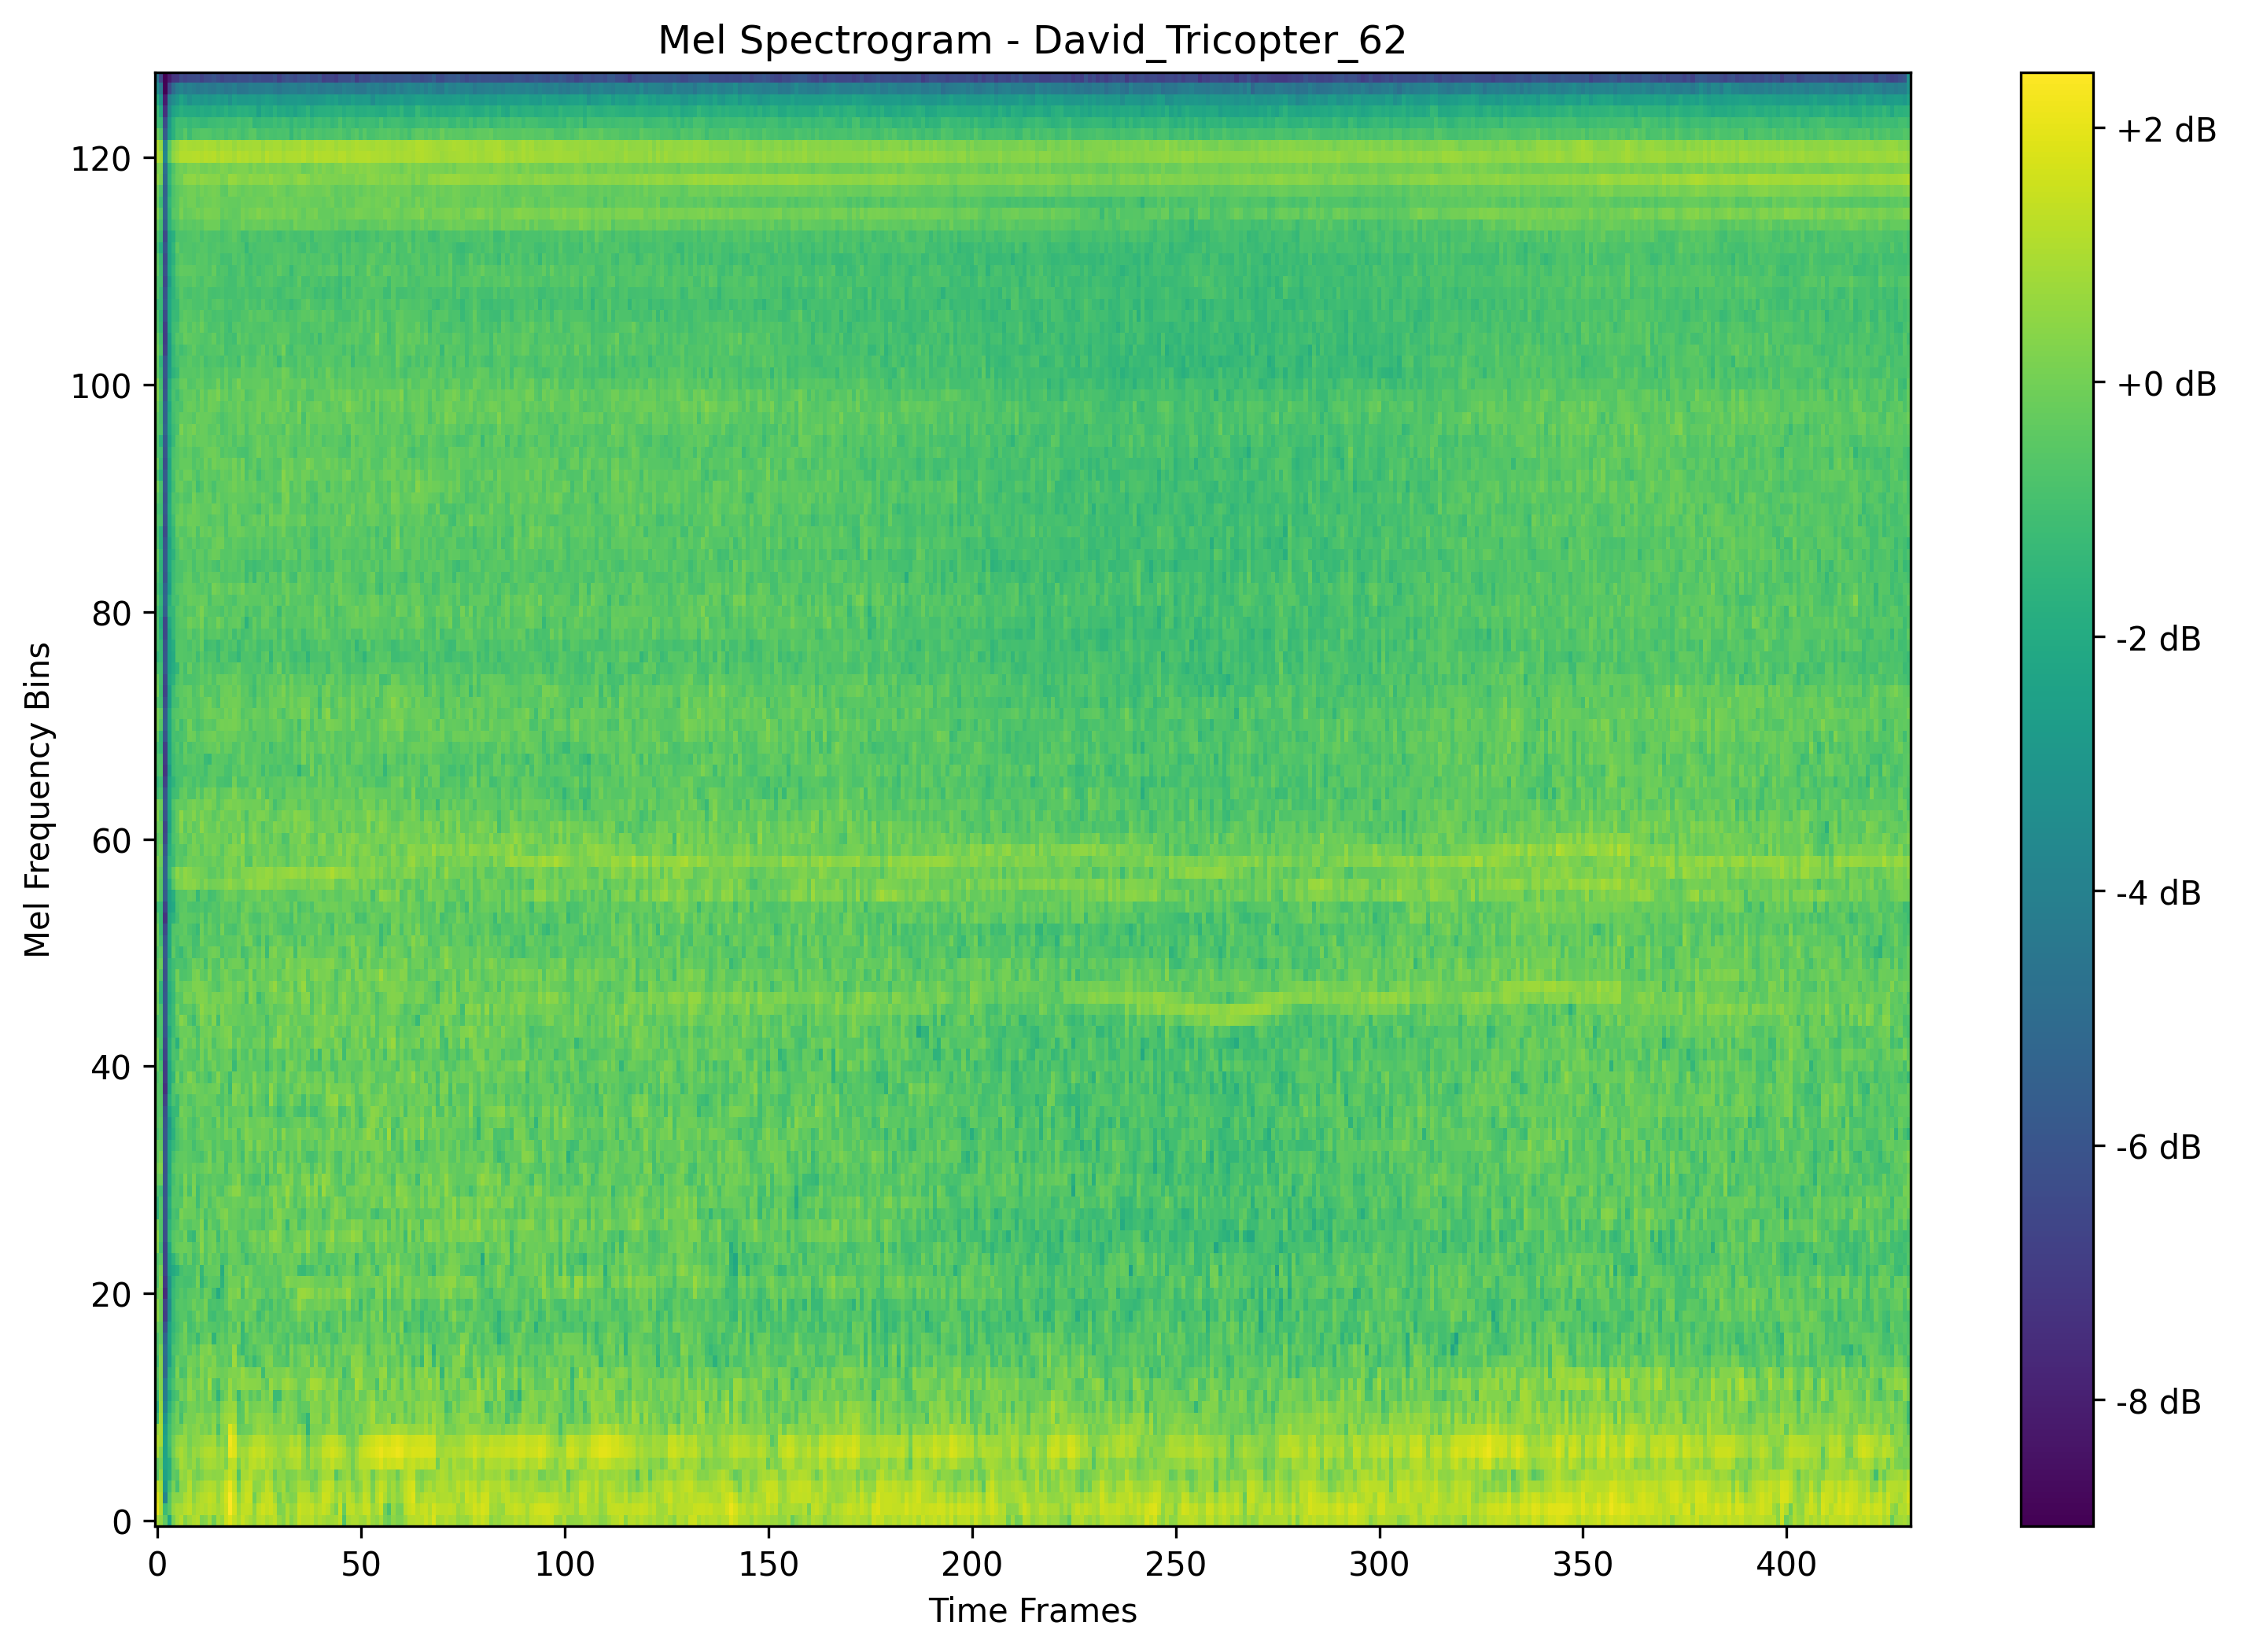 Mel Spectrogram - David_Tricopter_62
Mel Frequency Bins
120
100
80
60
40
20
0
0 50 100 150 200 250 300 350 400
Time Frames
+2 dB
+0 dB
-2 dB
-4 dB
-6 dB
-8 dB